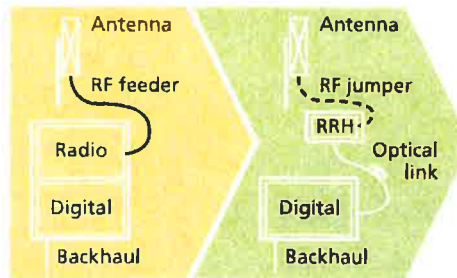 Antenna
RF feeder
Radio
Digital
Backhaul
Antenna
RF jumper
RRH
Optical
link
Digital
Backhaul